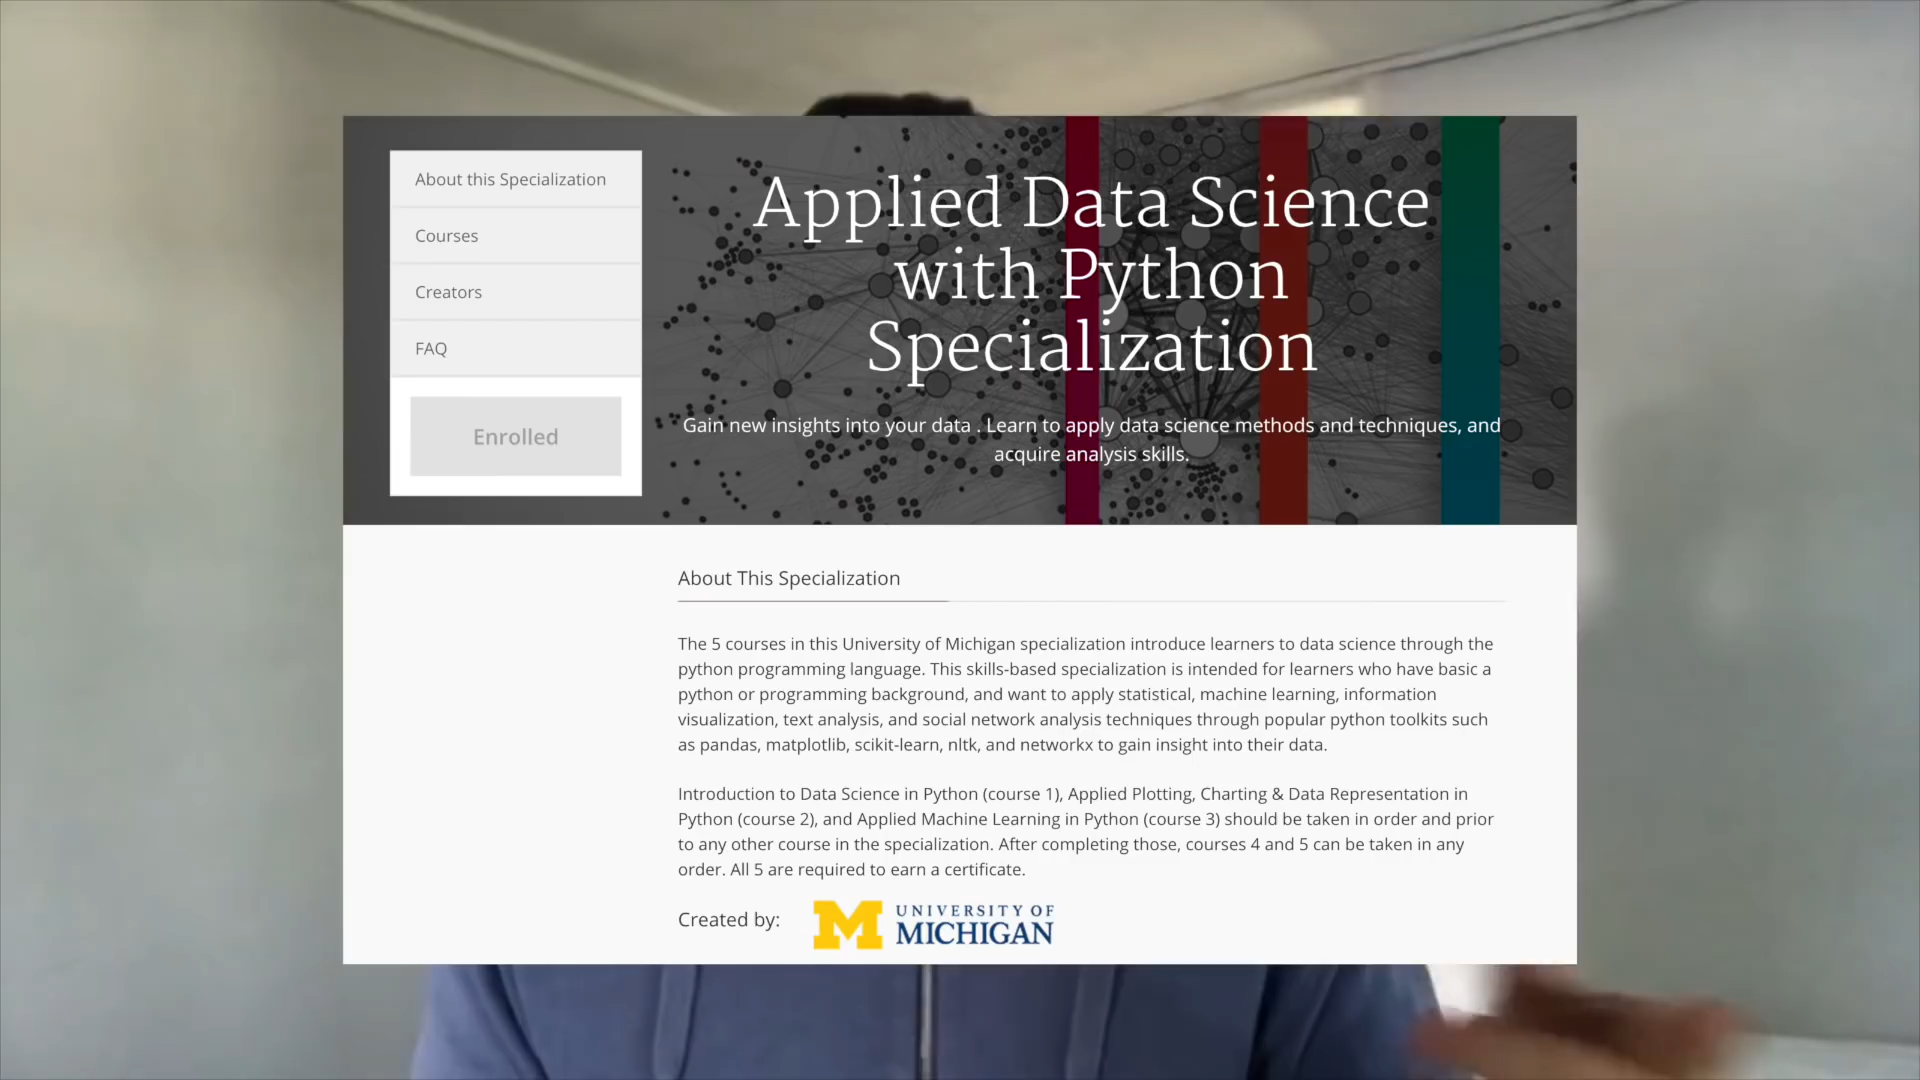 About this Specialization
Courses
Creators
FAQ
Enrolled
Applied Data Science
with Python
Specialization
Gain new insights into your data . Learn to apply data science methods and techniques, and
acquire analysis skills.
About This Specialization
The 5 courses in this University of Michigan specialization introduce learners to data science through the
python programming language. This skills-based specialization is intended for learners who have basic a
python or programming background, and want to apply statistical, machine learning, information
visualization, text analysis, and social network analysis techniques through popular python toolkits such
as pandas, matplotlib, scikit-learn, nltk, and networkx to gain insight into their data.
Introduction to Data Science in Python (course 1), Applied Plotting, Charting & Data Representation in
Python (course 2), and Applied Machine Learning in Python (course 3) should be taken in order and prior
to any other course in the specialization. After completing those, courses 4 and 5 can be taken in any
order. All 5 are required to earn a certificate.
Created by:
M UNIVERSITY OF
MICHIGAN